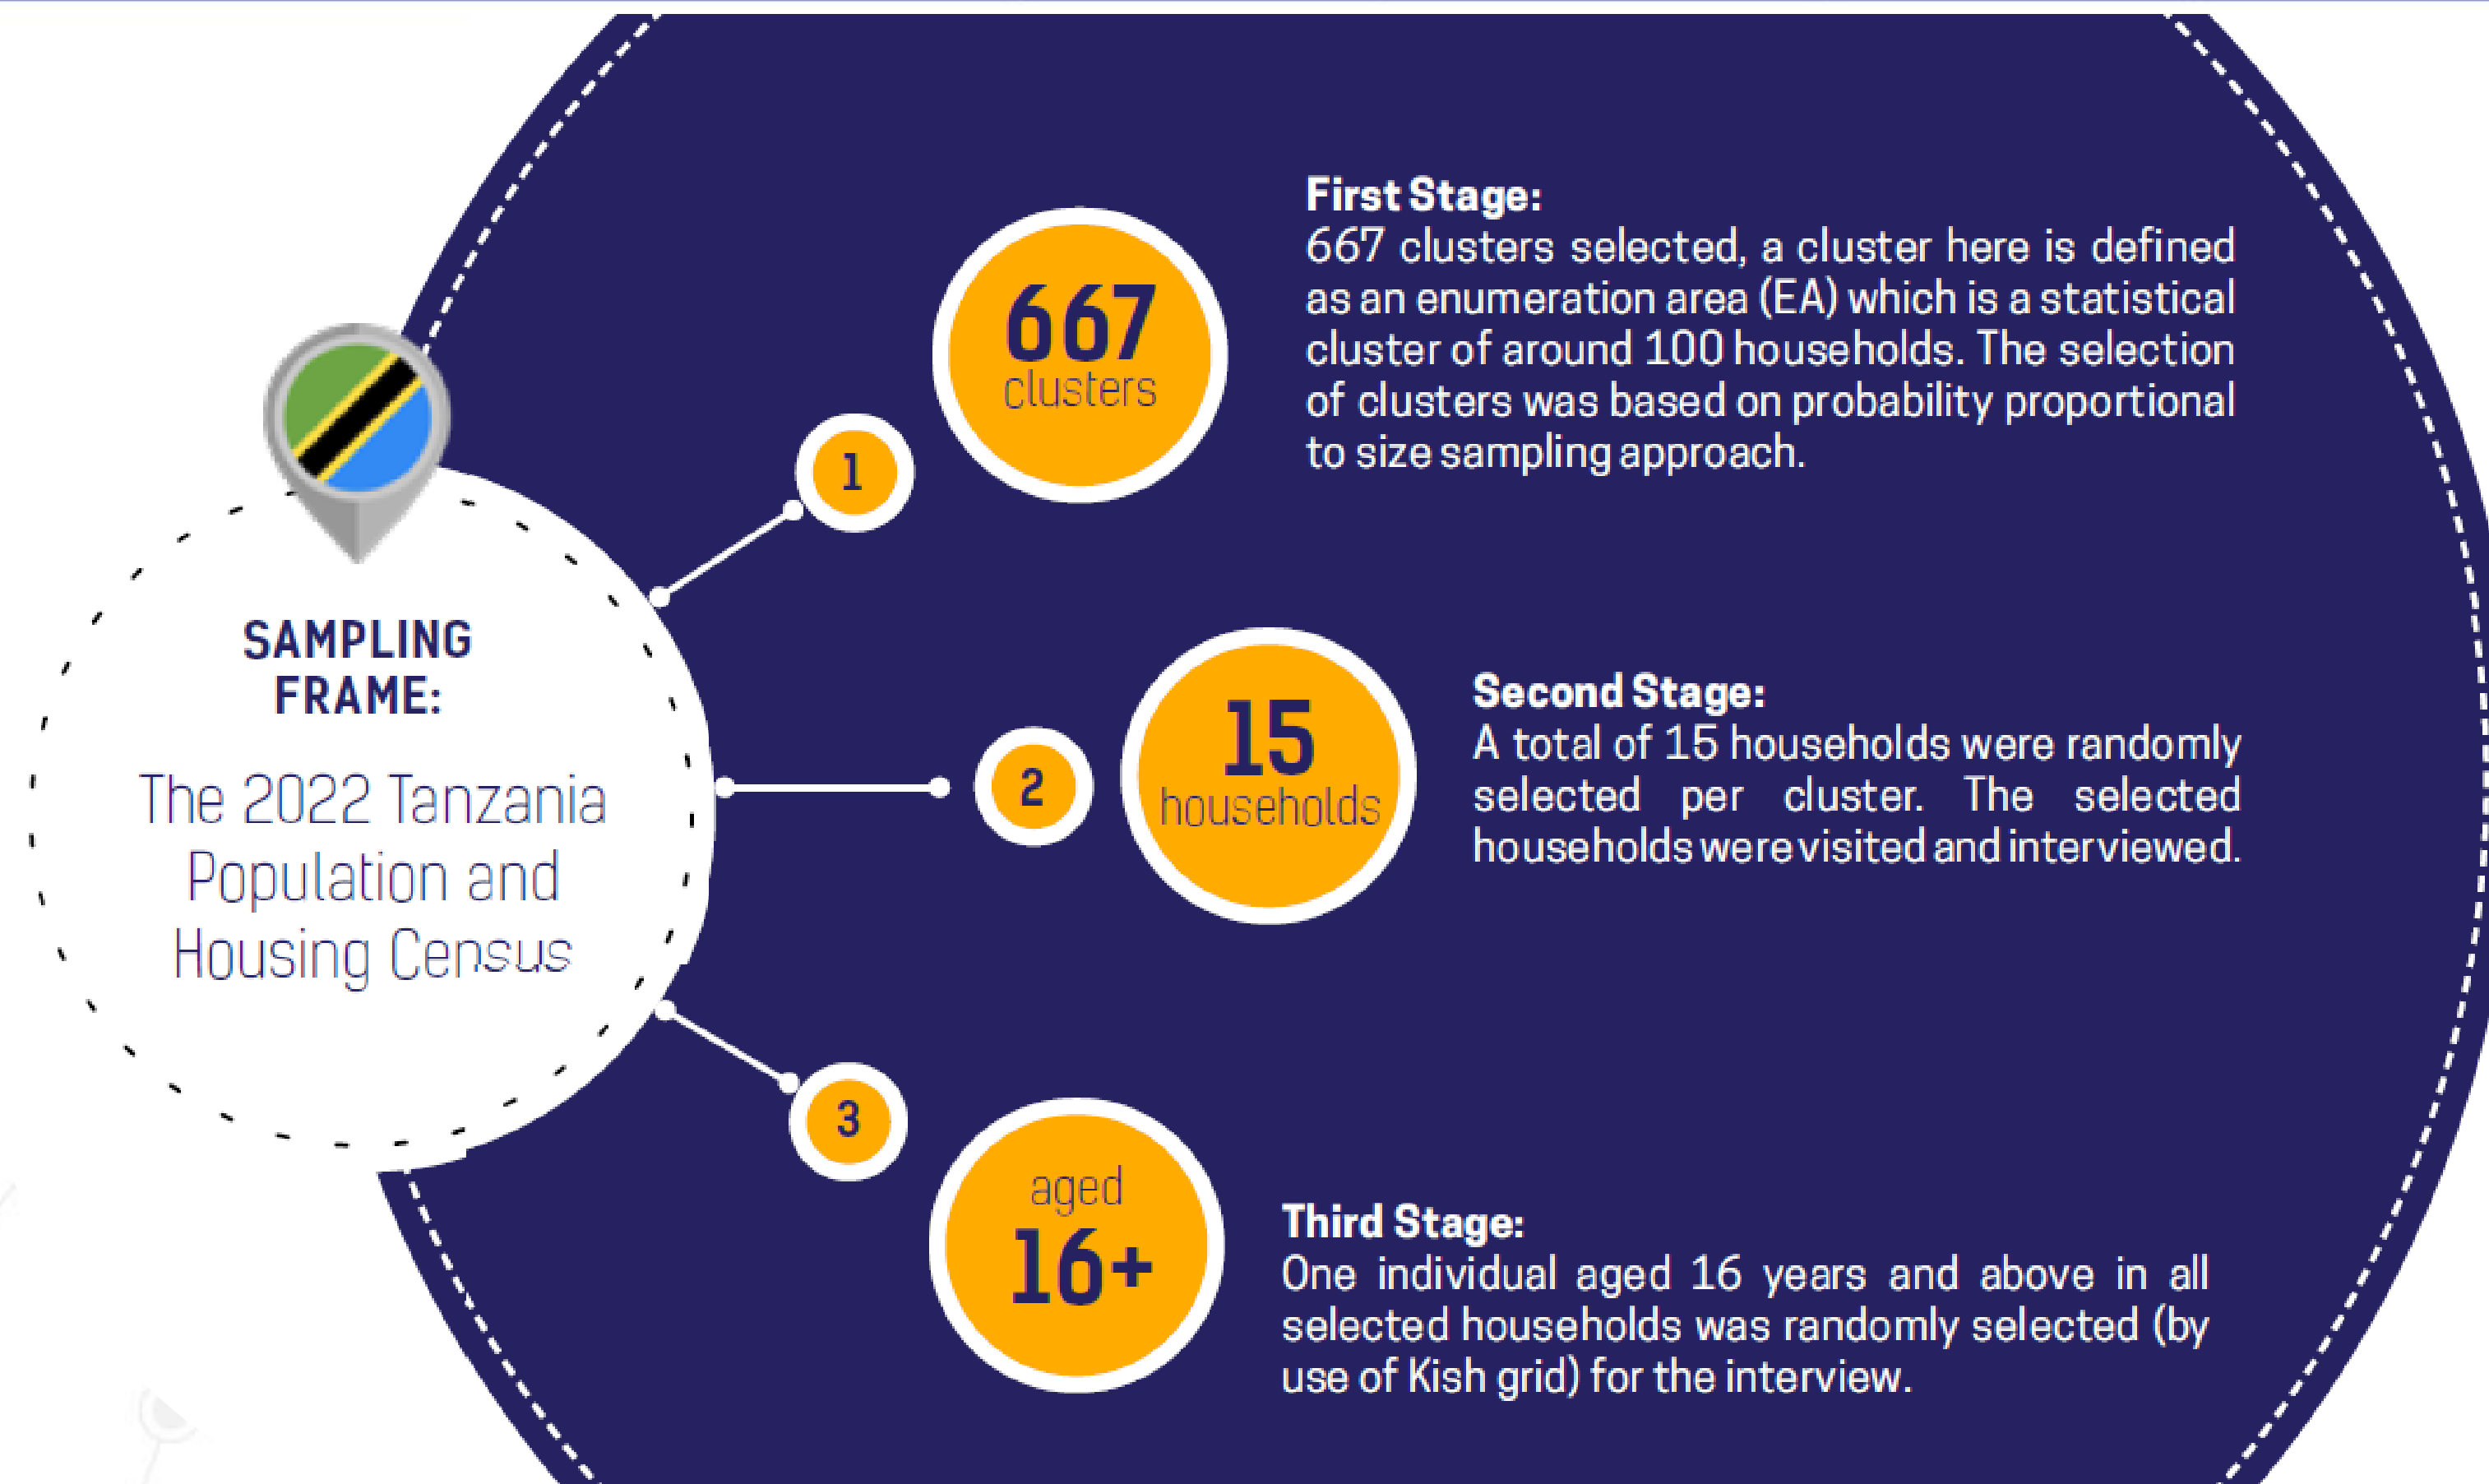 SAMPLING
FRAME:
The 2022 Tanzania
Population and
Housing Census
1
667
clusters
First Stage:
667 clusters selected, a cluster here is defined
as an enumeration area (EA) which is a statistical
cluster of around 100 households. The selection
of clusters was based on probability proportional
to size sampling approach.
2
15
households
Second Stage:
A total of 15 households were randomly
selected per cluster. The selected
households were visited and interviewed.
3
aged
16+
Third Stage:
One individual aged 16 years and above in all
selected households was randomly selected (by
use of Kish grid) for the interview.